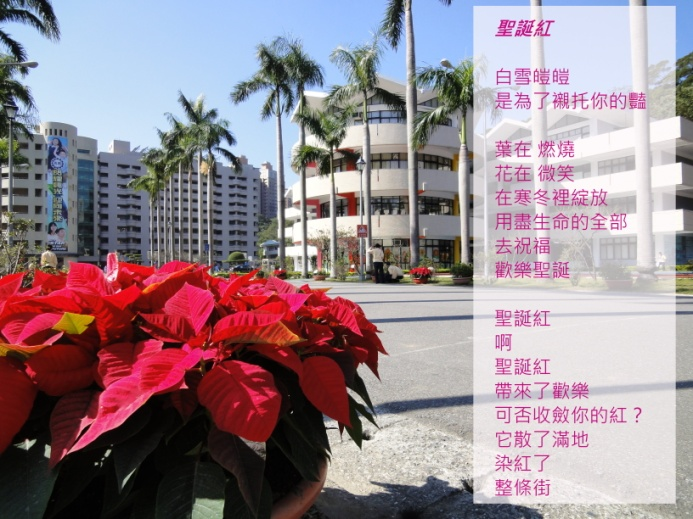 聖誕紅
白雪皚皚
是為了襯托你的豔
葉在 燃燒
花在 微笑
在寒冬裡綻放
用盡生命的全部
去祝福
歡樂聖誕
聖誕紅
啊
聖誕紅
帶來了歡樂
可否收斂你的紅？
它散了滿地
染紅了
整條街